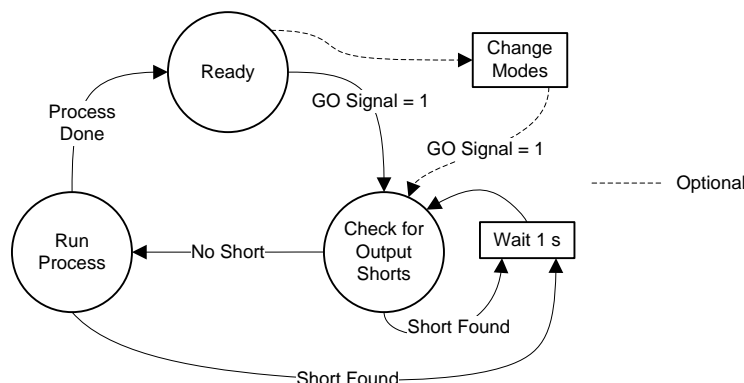 Ready
Change
Modes
GO Signal = 1
Process
Done
GO Signal = 1
Optional
Run
Process
No Short
Check for
Output
Shorts
Wait 1 s
Short Found
Short Found